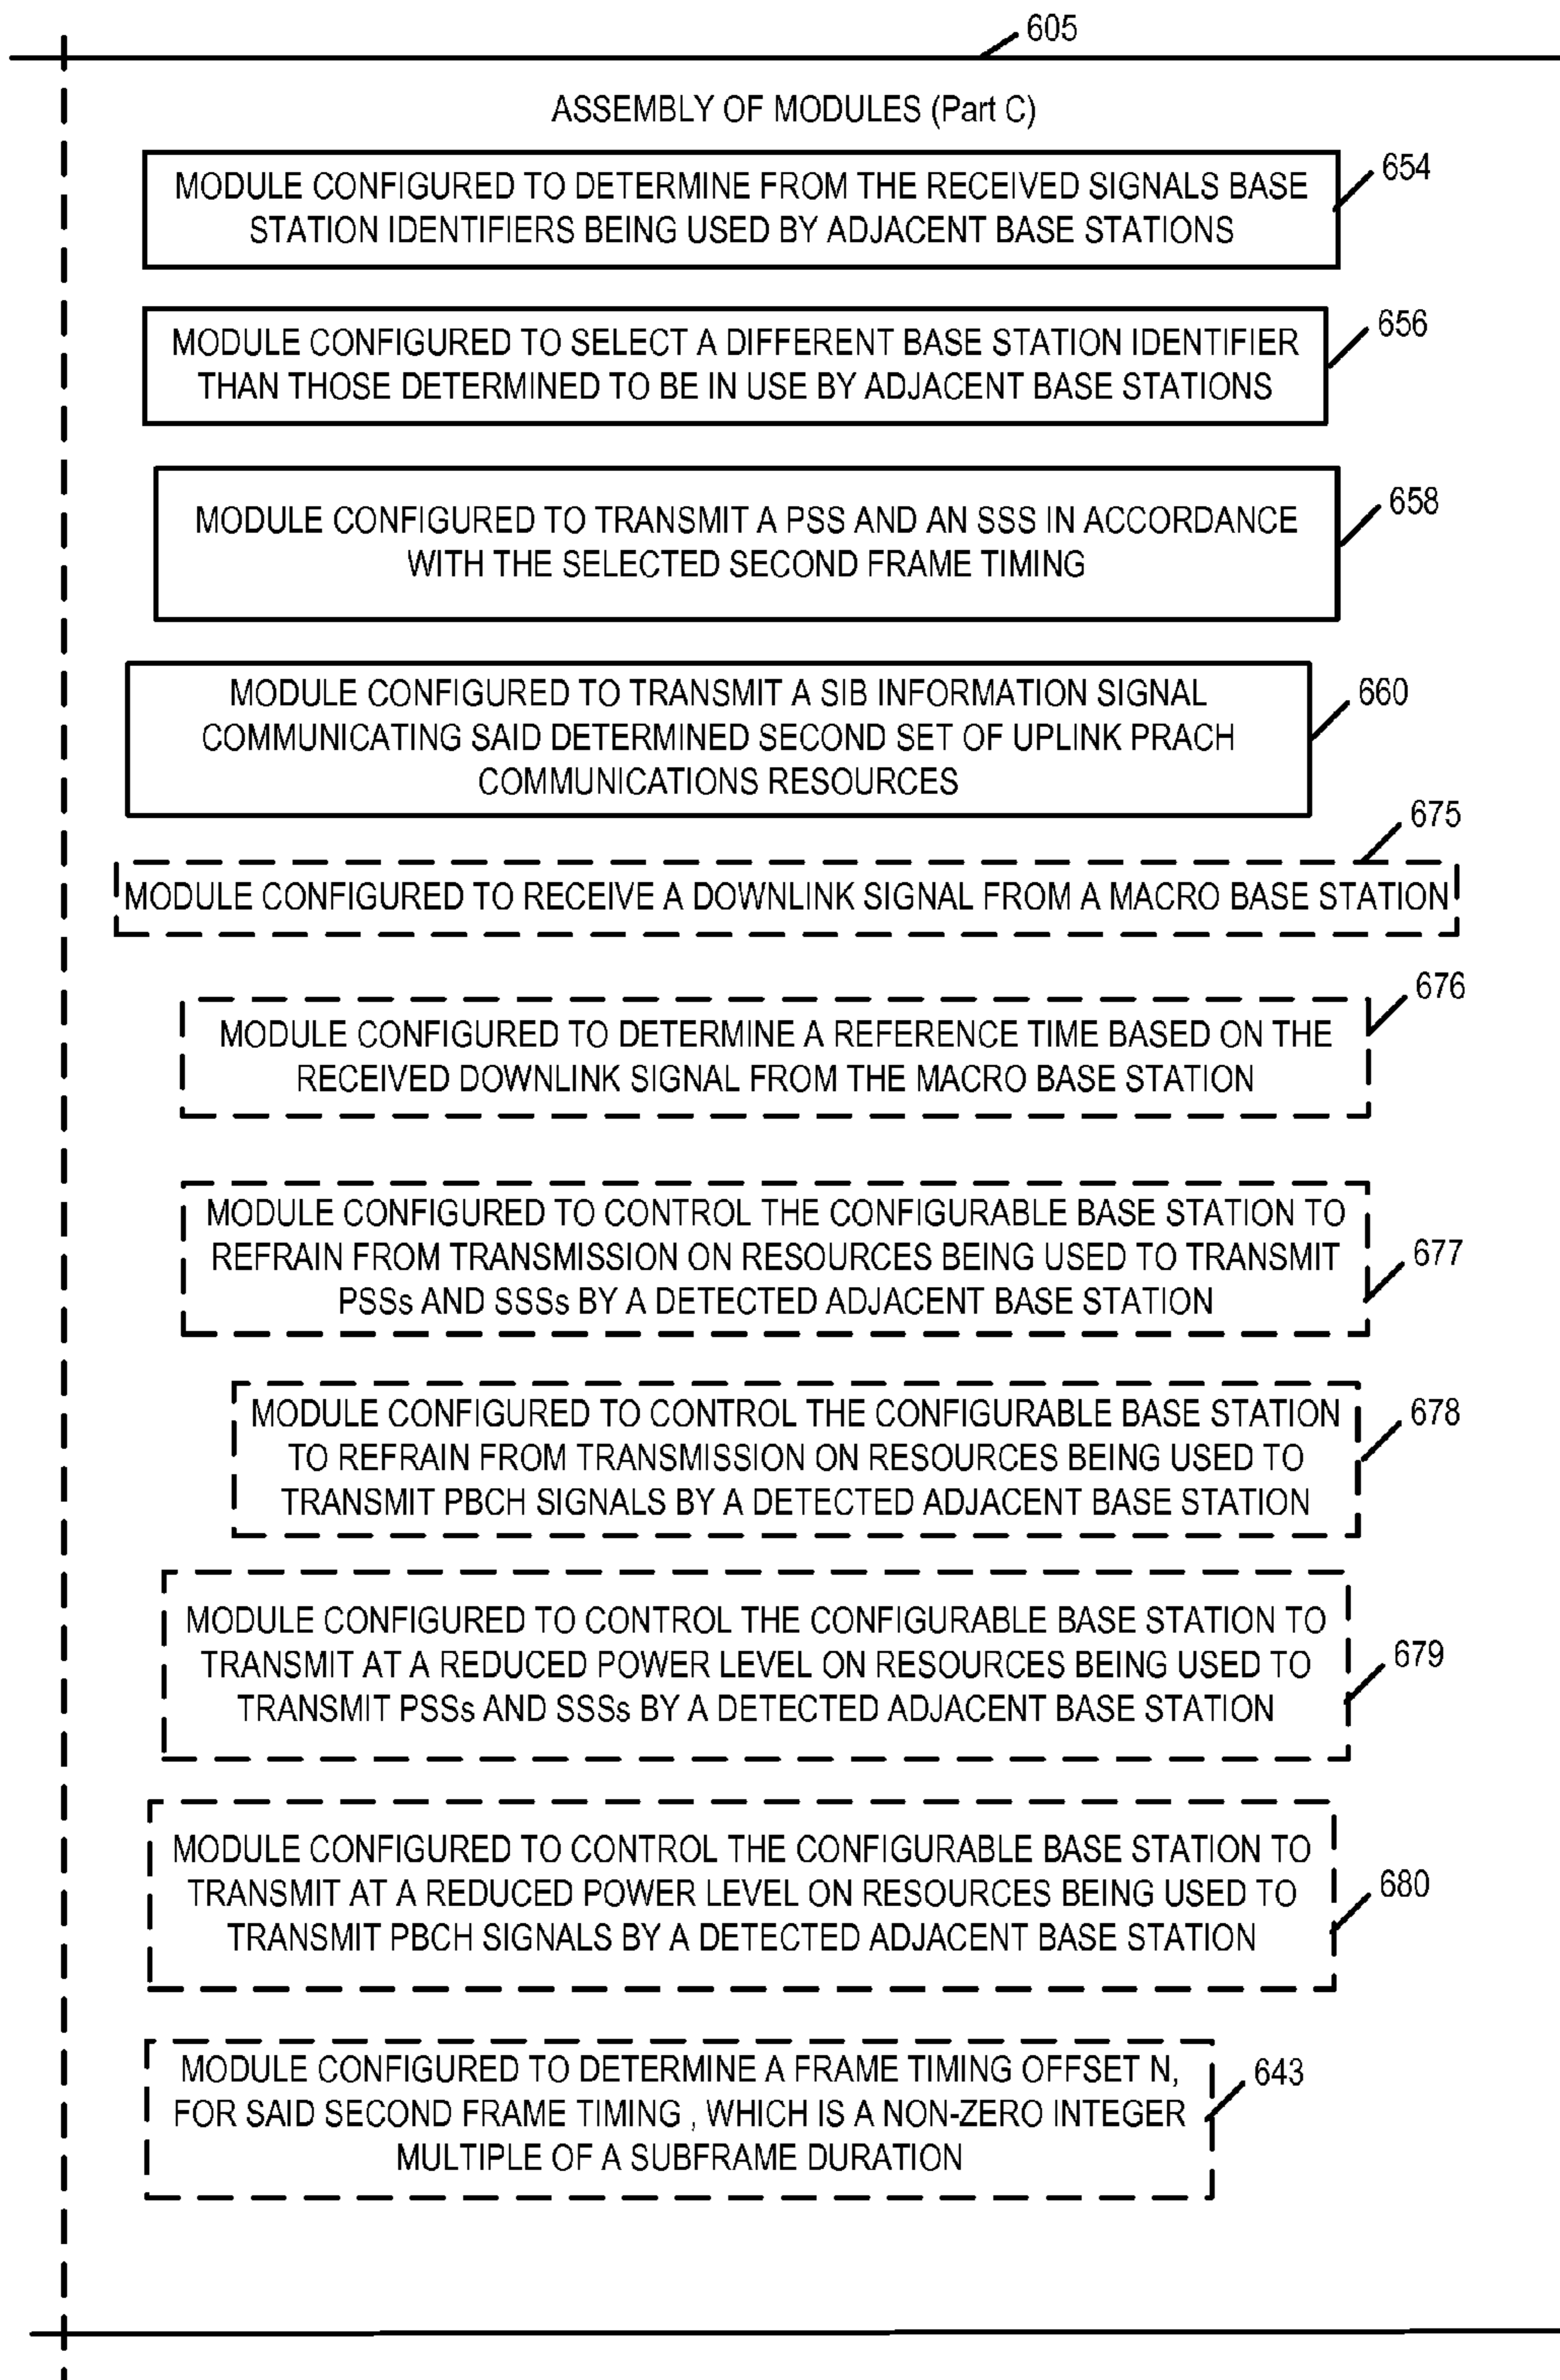 605
ASSEMBLY OF MODULES (Part C)
654
MODULE CONFIGURED TO DETERMINE FROM THE RECEIVED SIGNALS BASE
STATION IDENTIFIERS BEING USED BY ADJACENT BASE STATIONS
656
MODULE CONFIGURED TO SELECT A DIFFERENT BASE STATION IDENTIFIER
THAN THOSE DETERMINED TO BE IN USE BY ADJACENT BASE STATIONS
658
MODULE CONFIGURED TO TRANSMIT A PSS AND AN SSS IN ACCORDANCE
WITH THE SELECTED SECOND FRAME TIMING
660
MODULE CONFIGURED TO TRANSMIT A SIB INFORMATION SIGNAL
COMMUNICATING SAID DETERMINED SECOND SET OF UPLINK PRACH
COMMUNICATIONS RESOURCES
675
MODULE CONFIGURED TO RECEIVE A DOWNLINK SIGNAL FROM A MACRO BASE STATION
676
MODULE CONFIGURED TO DETERMINE A REFERENCE TIME BASED ON THE
RECEIVED DOWNLINK SIGNAL FROM THE MACRO BASE STATION
MODULE CONFIGURED TO CONTROL THE CONFIGURABLE BASE STATION TO
REFRAIN FROM TRANSMISSION ON RESOURCES BEING USED TO TRANSMIT
PSSs AND SSSs BY A DETECTED ADJACENT BASE STATION
677
MODULE CONFIGURED TO CONTROL THE CONFIGURABLE BASE STATION
TO REFRAIN FROM TRANSMISSION ON RESOURCES BEING USED TO
TRANSMIT PBCH SIGNALS BY A DETECTED ADJACENT BASE STATION
678
MODULE CONFIGURED TO CONTROL THE CONFIGURABLE BASE STATION TO
TRANSMIT AT A REDUCED POWER LEVEL ON RESOURCES BEING USED TO
TRANSMIT PSSs AND SSSs BY A DETECTED ADJACENT BASE STATION
679
MODULE CONFIGURED TO CONTROL THE CONFIGURABLE BASE STATION TO
TRANSMIT AT A REDUCED POWER LEVEL ON RESOURCES BEING USED TO
TRANSMIT PBCH SIGNALS BY A DETECTED ADJACENT BASE STATION
680
MODULE CONFIGURED TO DETERMINE A FRAME TIMING OFFSET N,
FOR SAID SECOND FRAME TIMING , WHICH IS A NON-ZERO INTEGER
MULTIPLE OF A SUBFRAME DURATION
643